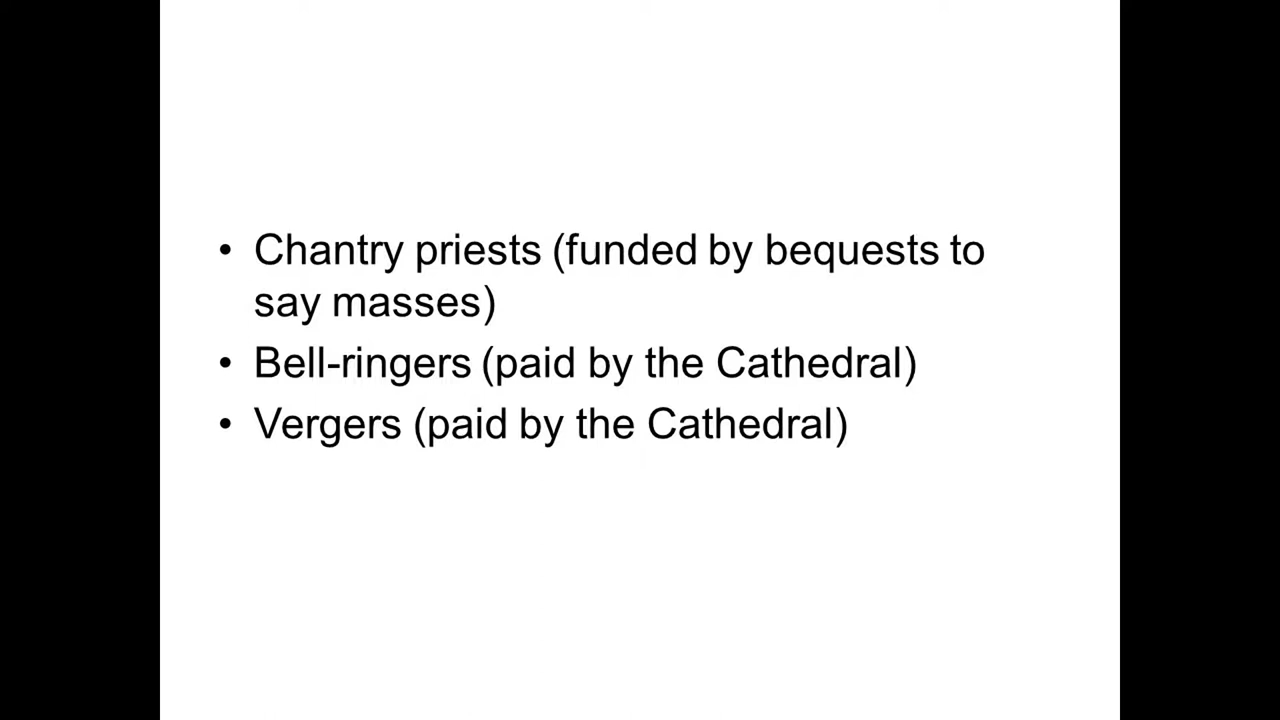 • Chantry priests (funded by bequests to
say masses)
• Bell-ringers (paid by the Cathedral)
• Vergers (paid by the Cathedral)